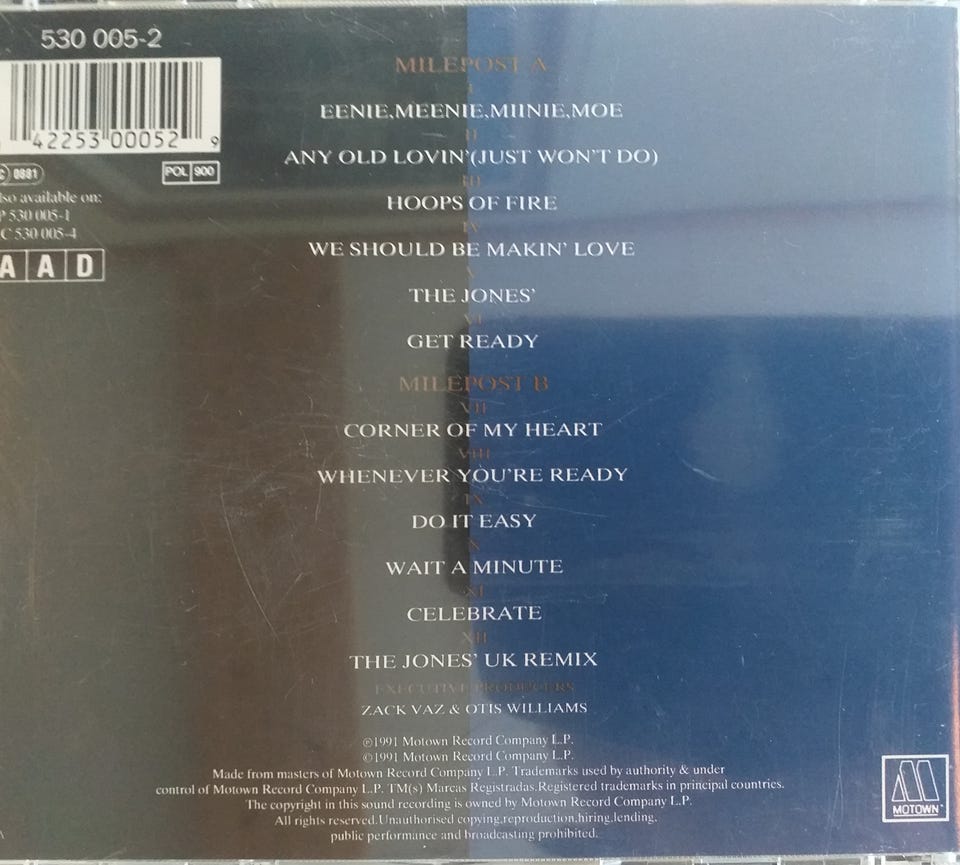 530 005-2
42253 00052 9
0881
POL 900
so available on:
P 530 005-1
C 530 005-4
A A D
MILEPOST A
I
EENIE,MEENIE,MIINIE,MOE
II
ANY OLD LOVIN'(JUST WON'T DO)
III
HOOPS OF FIRE
IV
WE SHOULD BE MAKIN' LOVE
V
THE JONES'
VI
GET READY
MILEPOST B
VII
CORNER OF MY HEART
VIII
WHENEVER YOU'RE READY
IX
DO IT EASY
X
WAIT A MINUTE
XI
CELEBRATE
XII
THE JONES' UK REMIX
EXECUTIVE PRODUCERS
ZACK VAZ & OTIS WILLIAMS
℗1991 Motown Record Company L.P.
©1991 Motown Record Company L.P.
Made from masters of Motown Record Company L.P. Trademarks used by authority & under
control of Motown Record Company L.P. TM(s) Marcas Registradas.Registered trademarks in principal countries.
The copyright in this sound recording is owned by Motown Record Company L.P.
All rights reserved.Unauthorised copying,reproduction,hiring,lending,
public performance and broadcasting prohibited.
MOTOWN